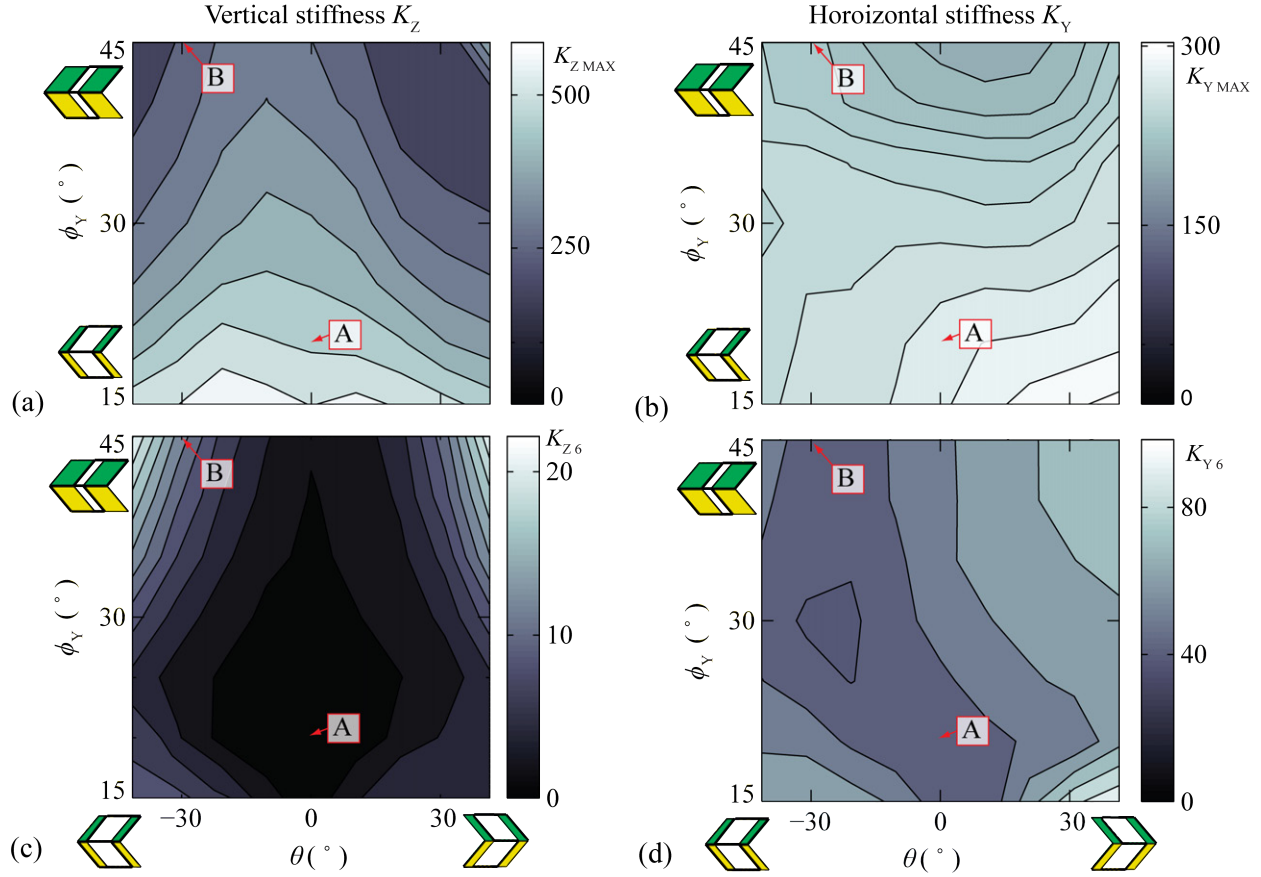 Vertical stiffness K_Z
Horoizontal stiffness K_Y
(a)
45
30
15
ϕ_Y (°)
B
A
K_Z MAX
500
250
0
(b)
45
30
15
ϕ_Y (°)
B
A
300
K_Y MAX
150
0
(c)
45
30
15
ϕ_Y (°)
B
A
K_Z 6
20
10
0
−30 0 30
θ (°)
(d)
45
30
15
ϕ_Y (°)
B
A
K_Y 6
80
40
0
−30 0 30
θ (°)